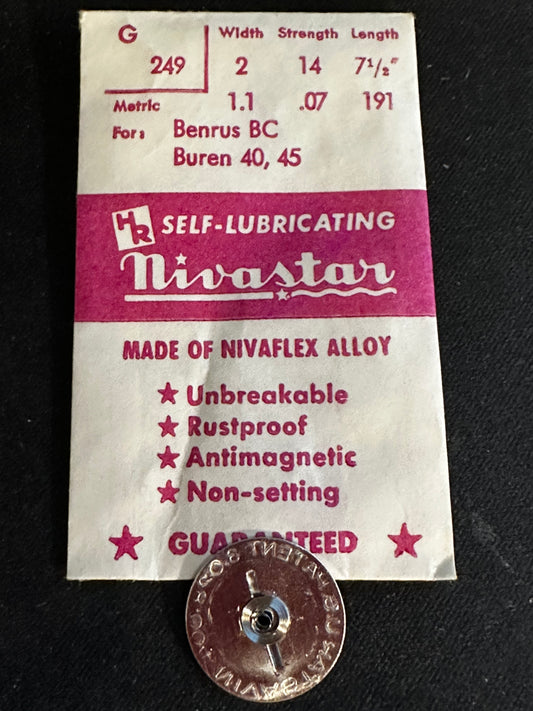 G Width Strength Length
249 2 14 7½"
Metric 1.1 .07 191
For: Benrus BC
Buren 40, 45
HR SELF-LUBRICATING
Nivastar
MADE OF NIVAFLEX ALLOY
★ Unbreakable
★ Rustproof
★ Antimagnetic
★ Non-setting
★ GUARANTEED ★
PATENT